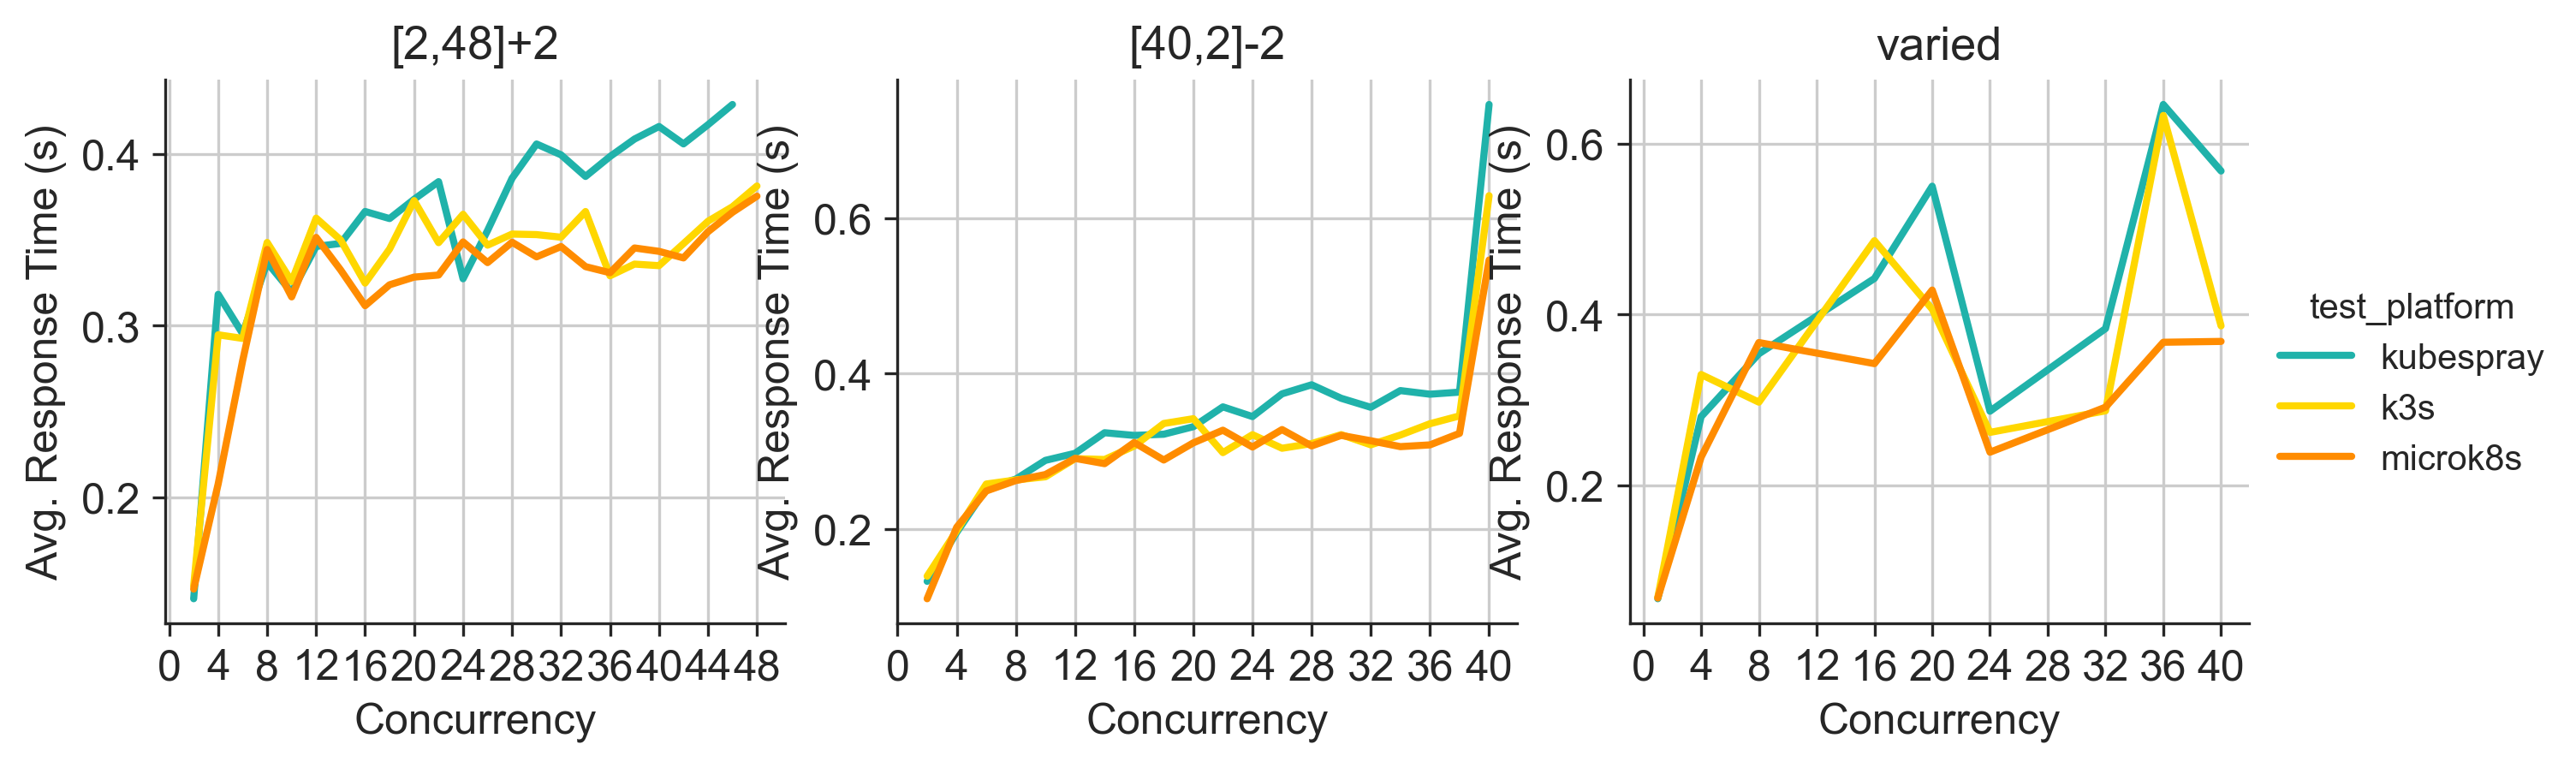 [2,48]+2
[40,2]-2
varied
Avg. Response Time (s)
0.4
0.3
0.2
0 4 8 12 16 20 24 28 32 36 40 44 48
Concurrency
Avg. Response Time (s)
0.6
0.4
0.2
0 4 8 12 16 20 24 28 32 36 40
Concurrency
Avg. Response Time (s)
0.6
0.4
0.2
0 4 8 12 16 20 24 28 32 36 40
Concurrency
test_platform
kubespray
k3s
microk8s